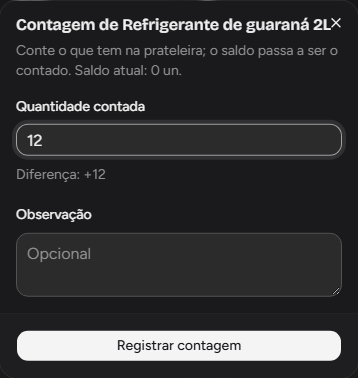 Contagem de Refrigerante de guaraná 2L×
Conte o que tem na prateleira; o saldo passa a ser o
contado. Saldo atual: 0 un.
Quantidade contada
12
Diferença: +12
Observação
Opcional
Registrar contagem